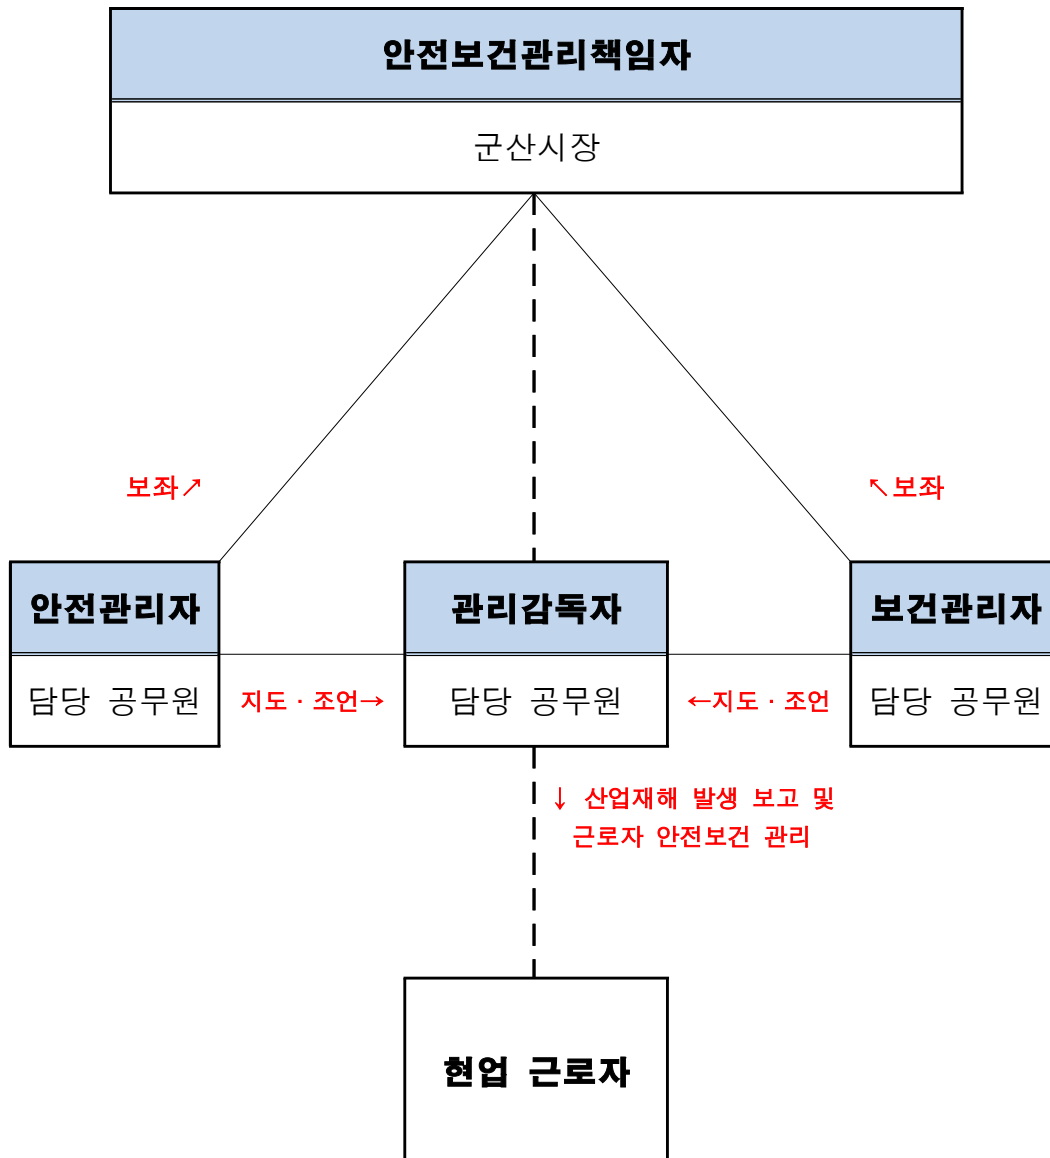 안전보건관리책임자
군산시장
보좌↗
↖보좌
안전관리자
관리감독자
보건관리자
담당 공무원
지도·조언→
담당 공무원
←지도·조언
담당 공무원
↓ 산업재해 발생 보고 및
근로자 안전보건 관리
현업 근로자